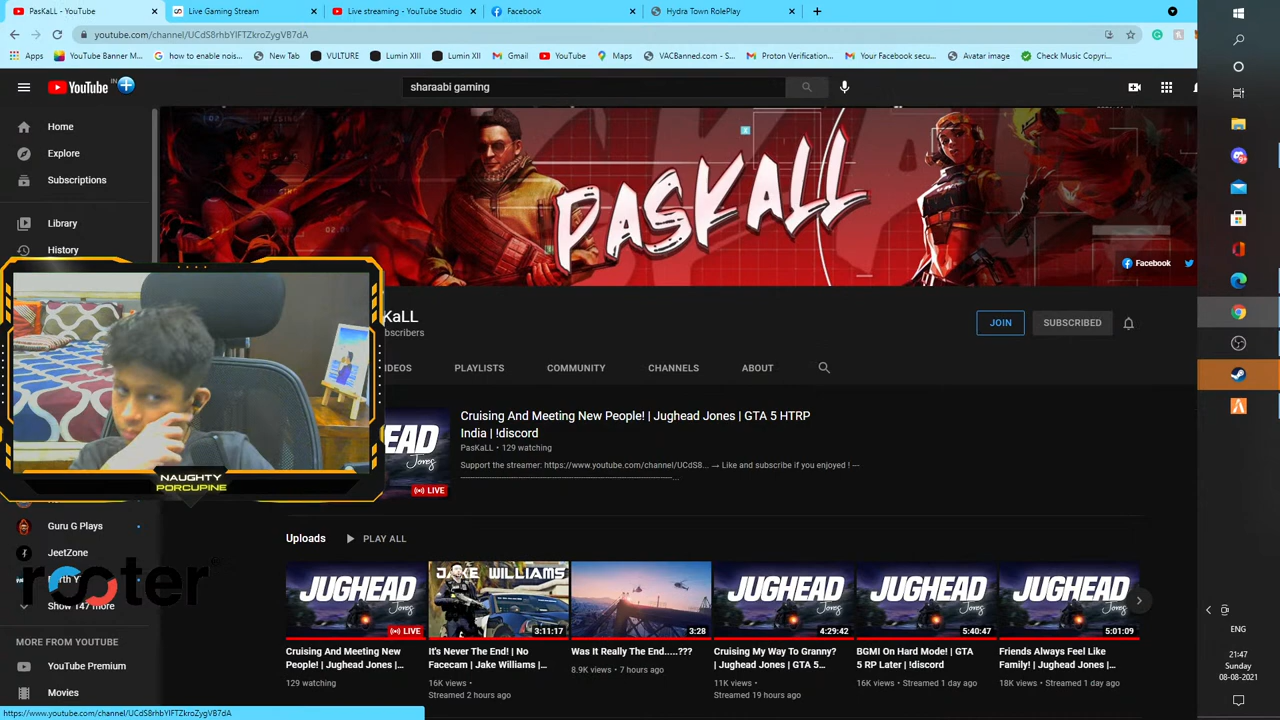 PasKaLL - YouTube
Live Gaming Stream
Live streaming - YouTube Studio
Facebook
Hydra Town RolePlay
youtube.com/channel/UCdS8rhbYIFTZkroZygVB7dA
Apps
YouTube Banner M...
how to enable nois...
New Tab
VULTURE
Lumin XIII
Lumin XII
Gmail
YouTube
Maps
VACBanned.com -...
Proton Verification...
Your Facebook secu...
Avatar image
Check Music Copyri...
YouTube
IN
sharaabi gaming
Home
Explore
Subscriptions
Library
History
PASKALL
Facebook
KaLL
bscribers
JOIN
SUBSCRIBED
IDEOS
PLAYLISTS
COMMUNITY
CHANNELS
ABOUT
EAD
Jones
LIVE
Cruising And Meeting New People! | Jughead Jones | GTA 5 HTRP
India | !discord
PasKaLL • 129 watching
Support the streamer: https://www.youtube.com/channel/UCdS8... → Like and subscribe if you enjoyed ! ---
NAUGHTY
PORCUPINE
Guru G Plays
JeetZone
rooter
Show 147 more
MORE FROM YOUTUBE
YouTube Premium
Movies
Uploads
PLAY ALL
JUGHEAD
Jones
LIVE
Cruising And Meeting New
People! | Jughead Jones |...
129 watching
JAKE WILLIAMS
3:11:17
It's Never The End! | No
Facecam | Jake Williams |...
16K views •
Streamed 2 hours ago
3:28
Was It Really The End.....???
8.9K views • 7 hours ago
JUGHEAD
Jones
4:29:42
Cruising My Way To Granny?
| Jughead Jones | GTA 5...
11K views •
Streamed 19 hours ago
JUGHEAD
Jones
5:40:47
BGMI On Hard Mode! | GTA
5 RP Later | !discord
16K views • Streamed 1 day ago
JUGHEAD
Jones
5:01:09
Friends Always Feel Like
Family! | Jughead Jones |...
18K views • Streamed 1 day ago
ENG
21:47
Sunday
08-08-2021
https://www.youtube.com/channel/UCdS8rhbYIFTZkroZygVB7dA